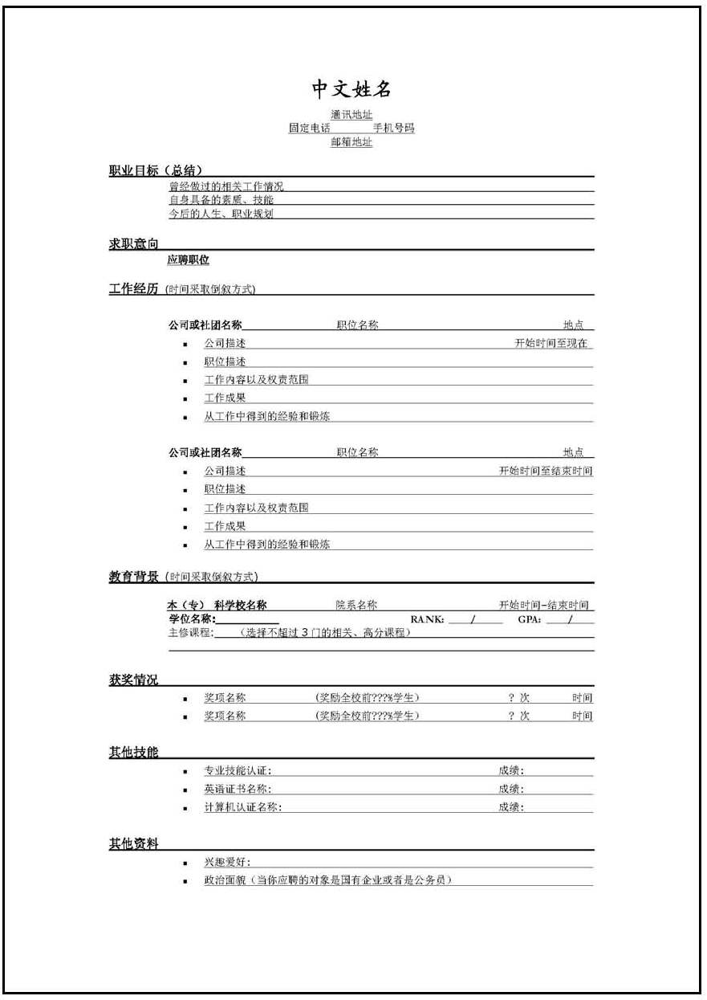 中文姓名
通讯地址
固定电话 手机号码
邮箱地址
职业目标（总结）
曾经做过的相关工作情况
自身具备的素质、技能
今后的人生、职业规划
求职意向
应聘职位
工作经历 (时间采取倒叙方式)
公司或社团名称 职位名称 地点
▪ 公司描述 开始时间至现在
▪ 职位描述
▪ 工作内容以及权责范围
▪ 工作成果
▪ 从工作中得到的经验和锻炼
公司或社团名称 职位名称 地点
▪ 公司描述 开始时间至结束时间
▪ 职位描述
▪ 工作内容以及权责范围
▪ 工作成果
▪ 从工作中得到的经验和锻炼
教育背景（时间采取倒叙方式）
本（专） 科学校名称 院系名称 开始时间-结束时间
学位名称: RANK: / GPA: /
主修课程: （选择不超过 3 门的相关、高分课程）
获奖情况
▪ 奖项名称 (奖励全校前???%学生) ? 次 时间
▪ 奖项名称 (奖励全校前???%学生) ? 次 时间
其他技能
▪ 专业技能认证: 成绩:
▪ 英语证书名称: 成绩:
▪ 计算机认证名称: 成绩:
其他资料
▪ 兴趣爱好:
▪ 政治面貌（当你应聘的对象是国有企业或者是公务员）